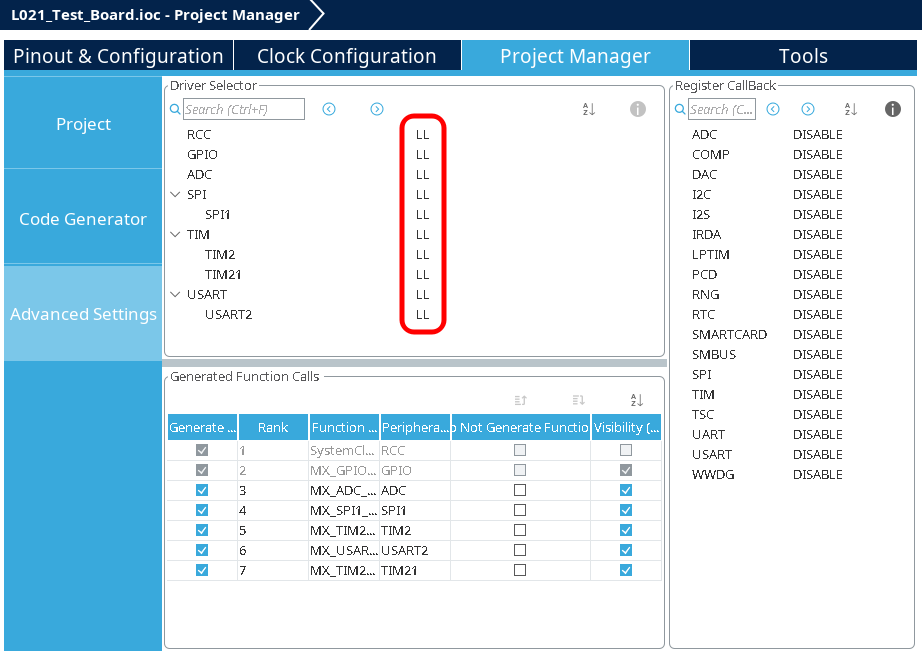 L021_Test_Board.ioc - Project Manager
Pinout & Configuration Clock Configuration Project Manager Tools
Project
Code Generator
Advanced Settings
Driver Selector
Search (Ctrl+F)
RCC LL
GPIO LL
ADC LL
SPI LL
SPI1 LL
TIM LL
TIM2 LL
TIM21 LL
USART LL
USART2 LL
Generated Function Calls
Generate ... Rank Function ... Periphera... o Not Generate Functio Visibility (...
1 SystemCl... RCC
2 MX_GPIO... GPIO
3 MX_ADC_... ADC
4 MX_SPI1_... SPI1
5 MX_TIM2... TIM2
6 MX_USAR... USART2
7 MX_TIM2... TIM21
Register CallBack
Search (C...
ADC DISABLE
COMP DISABLE
DAC DISABLE
I2C DISABLE
I2S DISABLE
IRDA DISABLE
LPTIM DISABLE
PCD DISABLE
RNG DISABLE
RTC DISABLE
SMARTCARD DISABLE
SMBUS DISABLE
SPI DISABLE
TIM DISABLE
TSC DISABLE
UART DISABLE
USART DISABLE
WWDG DISABLE